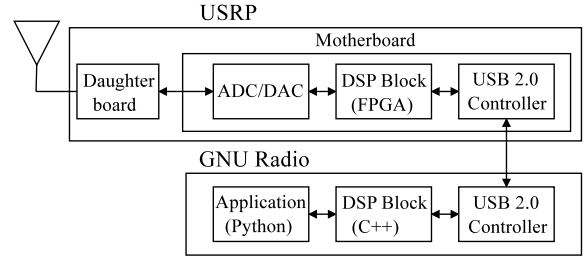 USRP
Motherboard
Daughter
board
ADC/DAC
DSP Block
(FPGA)
USB 2.0
Controller
GNU Radio
Application
(Python)
DSP Block
(C++)
USB 2.0
Controller